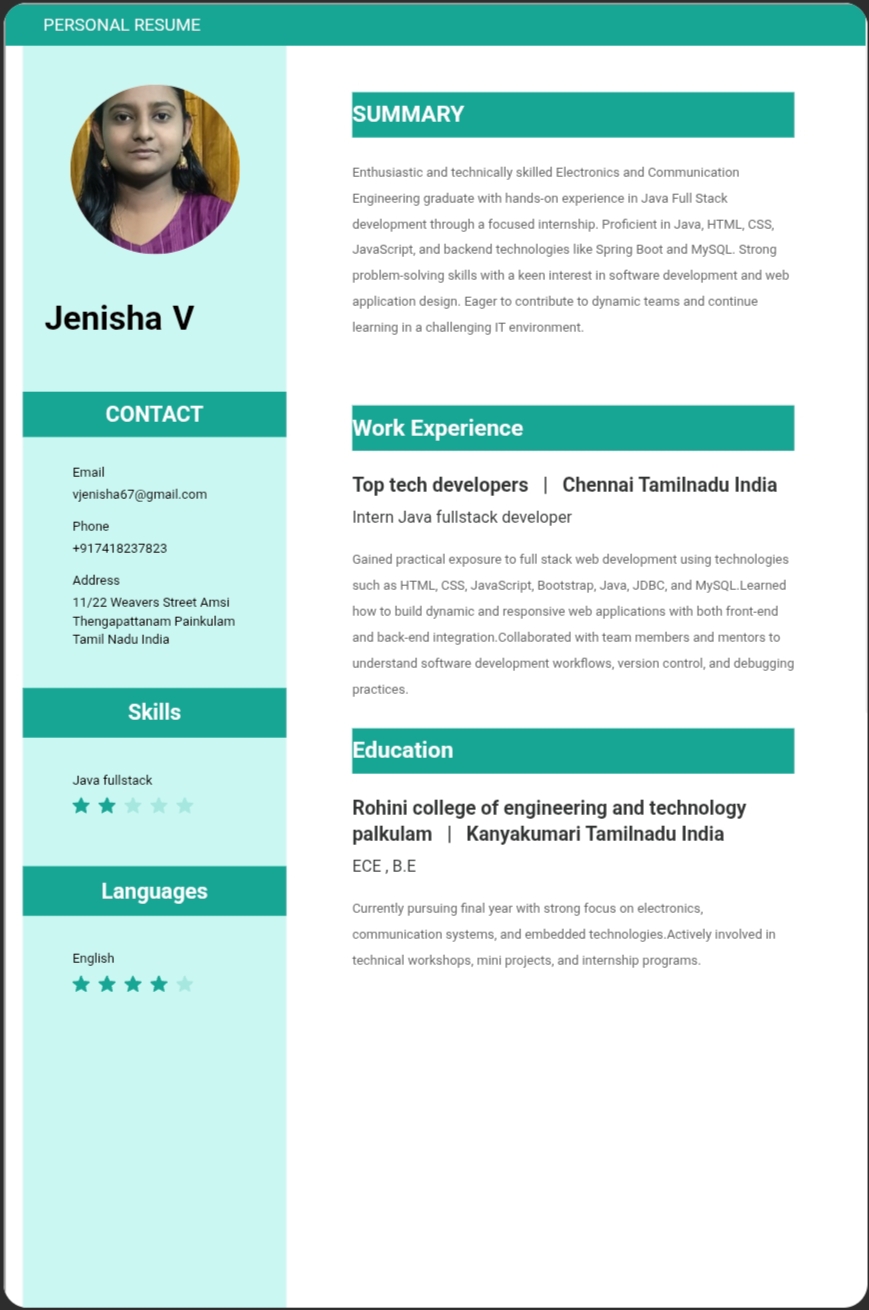 PERSONAL RESUME
Jenisha V
CONTACT
Email
vjenisha67@gmail.com
Phone
+917418237823
Address
11/22 Weavers Street Amsi
Thengapattanam Painkulam
Tamil Nadu India
Skills
Java fullstack
Languages
English
SUMMARY
Enthusiastic and technically skilled Electronics and Communication
Engineering graduate with hands-on experience in Java Full Stack
development through a focused internship. Proficient in Java, HTML, CSS,
JavaScript, and backend technologies like Spring Boot and MySQL. Strong
problem-solving skills with a keen interest in software development and web
application design. Eager to contribute to dynamic teams and continue
learning in a challenging IT environment.
Work Experience
Top tech developers | Chennai Tamilnadu India
Intern Java fullstack developer
Gained practical exposure to full stack web development using technologies
such as HTML, CSS, JavaScript, Bootstrap, Java, JDBC, and MySQL.Learned
how to build dynamic and responsive web applications with both front-end
and back-end integration.Collaborated with team members and mentors to
understand software development workflows, version control, and debugging
practices.
Education
Rohini college of engineering and technology
palkulam | Kanyakumari Tamilnadu India
ECE , B.E
Currently pursuing final year with strong focus on electronics,
communication systems, and embedded technologies.Actively involved in
technical workshops, mini projects, and internship programs.